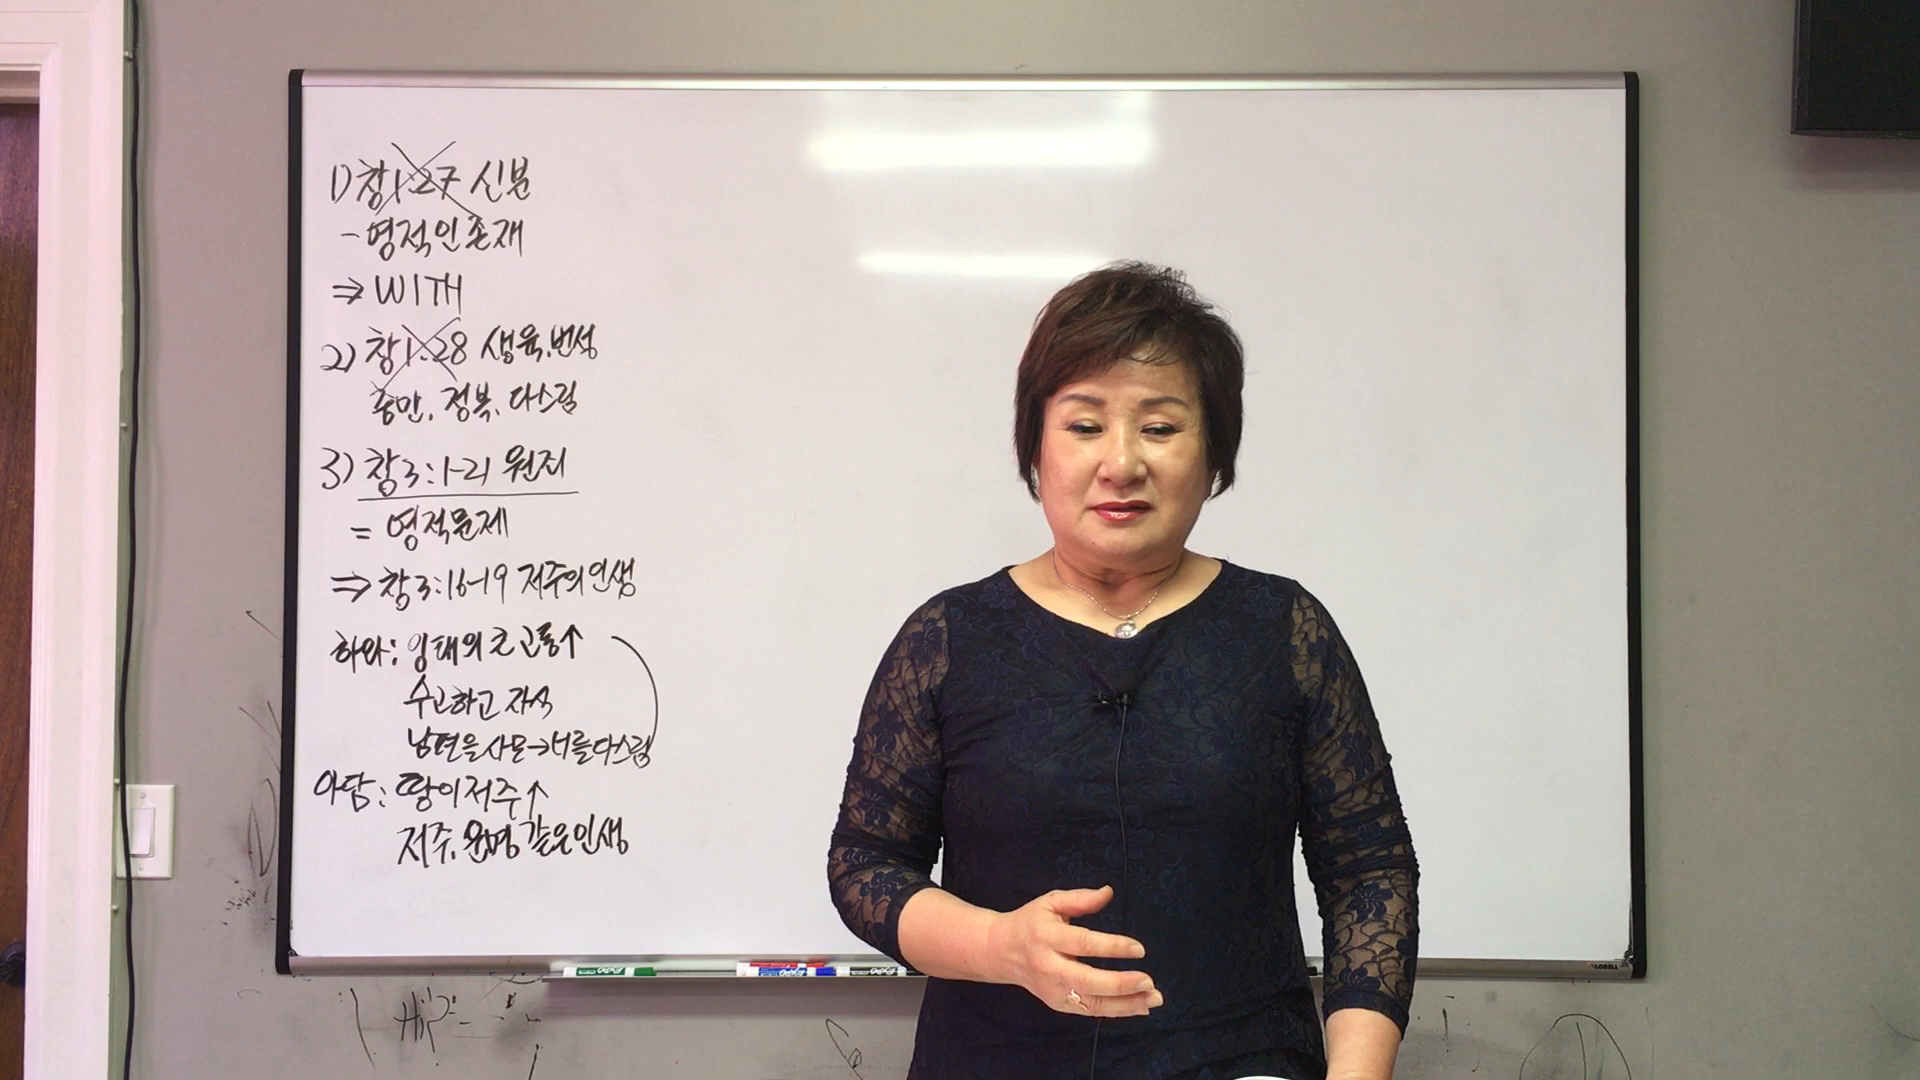 1) 창1:27 신분
- 영적인 존재
⇒ WITH
2) 창1:28 생육, 번성
충만, 정복, 다스림
3) 창3:1-21 원죄
= 영적문제
⇒ 창3:16-19 저주의 인생
하와: 잉태의 고통↑
수고하고 자식
남편을 사모→너를 다스림
아담: 땅이 저주↑
저주, 운명 같은 인생
LORELL